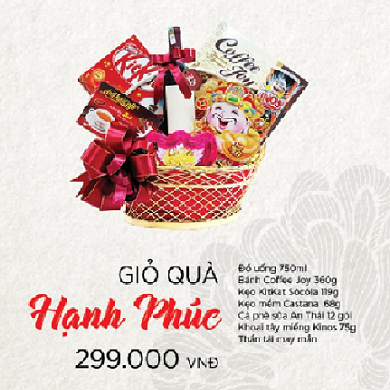 KitKat
Coffee
Joy
GIỎ QUÀ
Hạnh Phúc
299.000 VNĐ
Đồ uống 750ml
Bánh Coffee Joy 360g
Kẹo KitKat Socola 119g
Kẹo mềm Castana 68g
Cà phê sữa An Thái 12 gói
Khoai tây miếng Kinos 75g
Thần tài may mắn